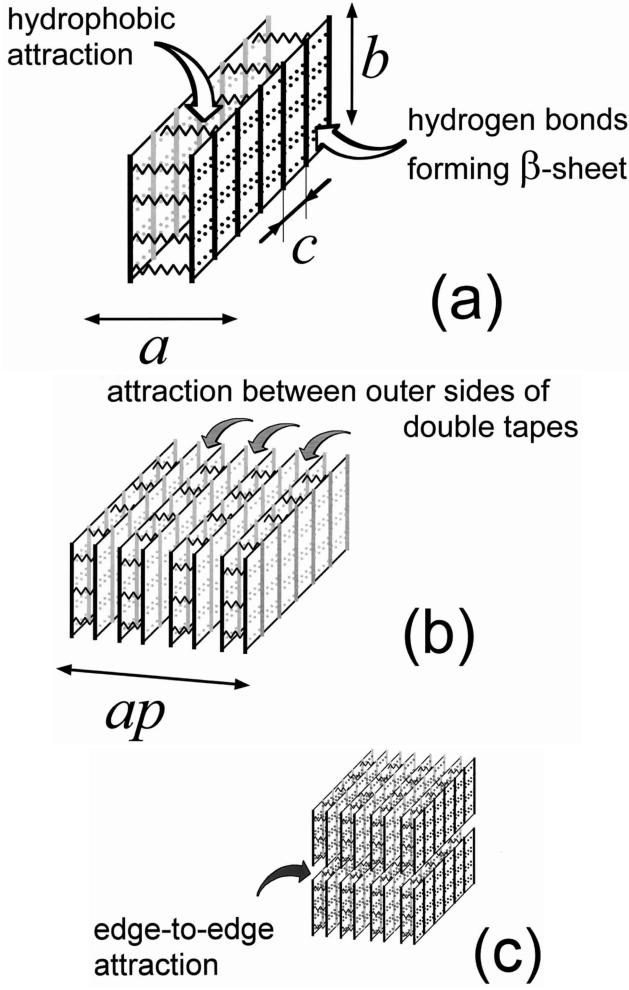 hydrophobic
attraction
b
hydrogen bonds
forming β-sheet
c
(a)
a
attraction between outer sides of
double tapes
(b)
ap
edge-to-edge
attraction
(c)